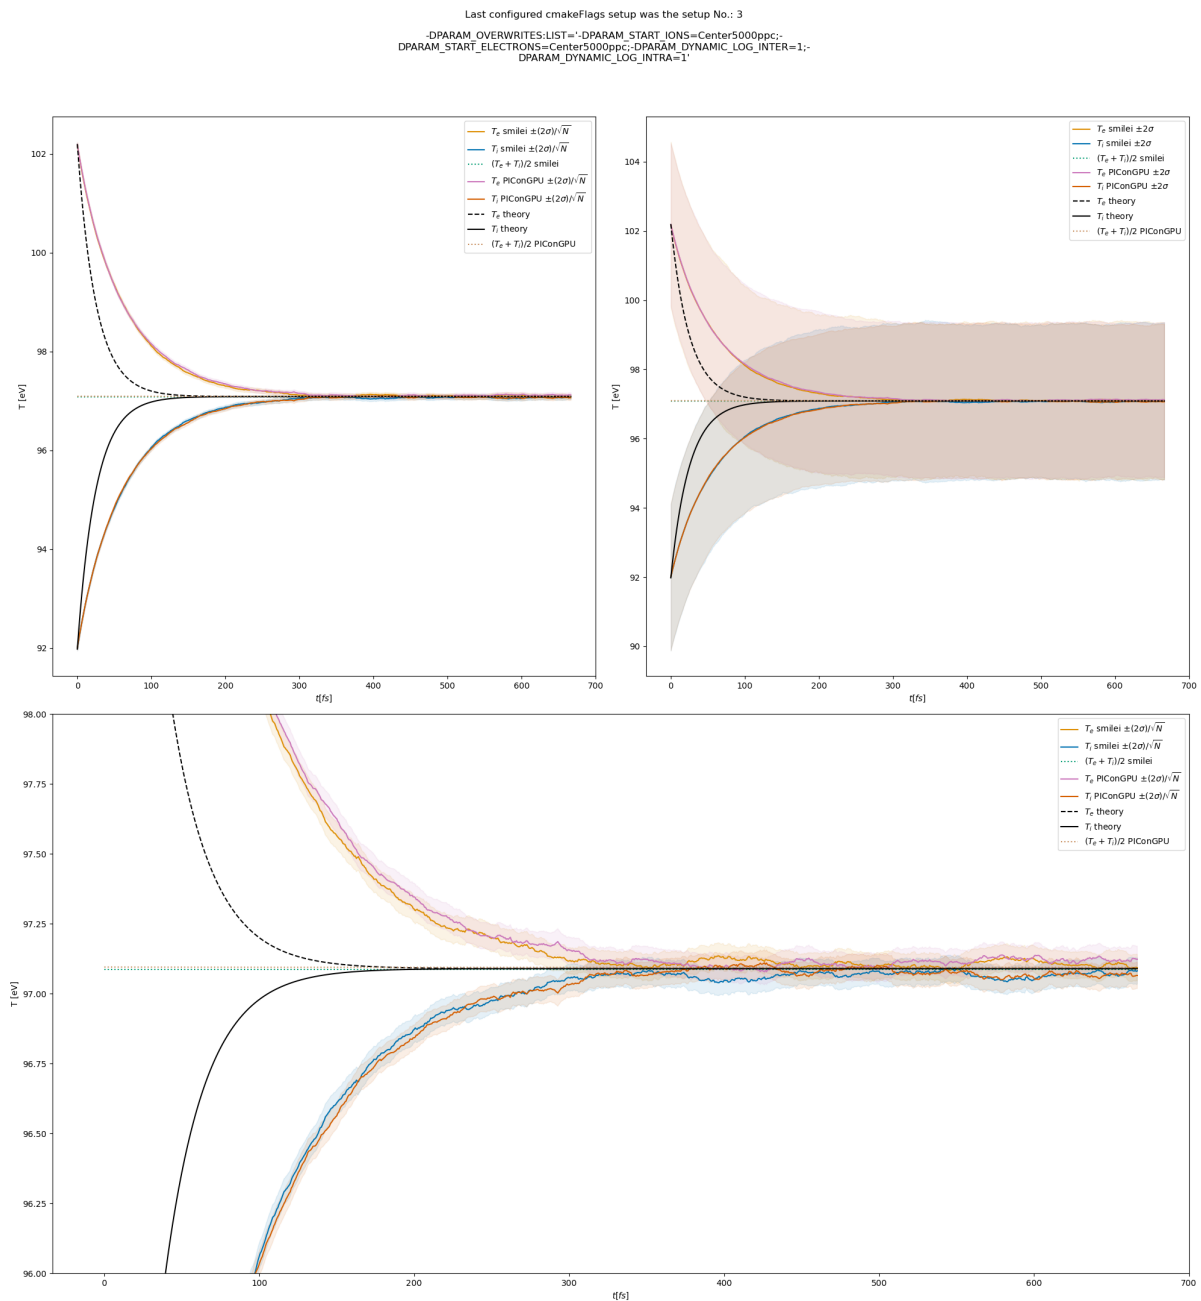 Last configured cmakeFlags setup was the setup No.: 3
-DPARAM_OVERWRITES:LIST='-DPARAM_START_IONS=Center5000ppc;-
DPARAM_START_ELECTRONS=Center5000ppc;-DPARAM_DYNAMIC_LOG_INTER=1;-
DPARAM_DYNAMIC_LOG_INTRA=1'
T [eV]
102
100
98
96
94
92
0 100 200 300 400 500 600 700
t[fs]
T_e smilei ±(2σ)/√N
T_i smilei ±(2σ)/√N
(T_e + T_i)/2 smilei
T_e PIConGPU ±(2σ)/√N
T_i PIConGPU ±(2σ)/√N
T_e theory
T_i theory
(T_e + T_i)/2 PIConGPU
T [eV]
104
102
100
98
96
94
92
90
0 100 200 300 400 500 600 700
t[fs]
T_e smilei ±2σ
T_i smilei ±2σ
(T_e + T_i)/2 smilei
T_e PIConGPU ±2σ
T_i PIConGPU ±2σ
T_e theory
T_i theory
(T_e + T_i)/2 PIConGPU
T [eV]
98.00
97.75
97.50
97.25
97.00
96.75
96.50
96.25
96.00
0 100 200 300 400 500 600 700
t[fs]
T_e smilei ±(2σ)/√N
T_i smilei ±(2σ)/√N
(T_e + T_i)/2 smilei
T_e PIConGPU ±(2σ)/√N
T_i PIConGPU ±(2σ)/√N
T_e theory
T_i theory
(T_e + T_i)/2 PIConGPU